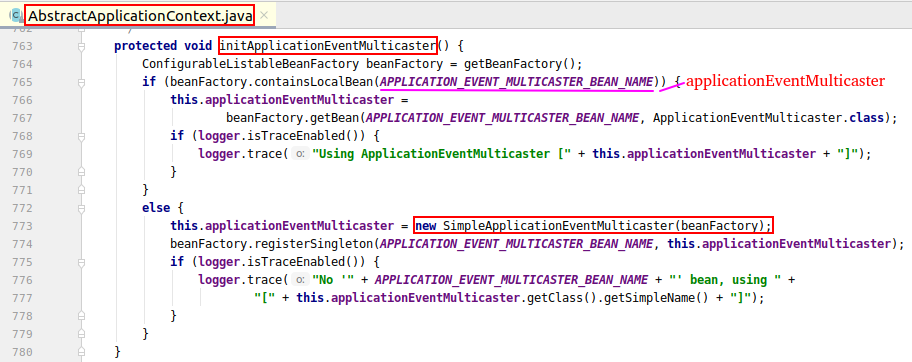 AbstractApplicationContext.java
762 */
763 protected void initApplicationEventMulticaster() {
764 ConfigurableListableBeanFactory beanFactory = getBeanFactory();
765 if (beanFactory.containsLocalBean(APPLICATION_EVENT_MULTICASTER_BEAN_NAME)) { applicationEventMulticaster
766 this.applicationEventMulticaster =
767 beanFactory.getBean(APPLICATION_EVENT_MULTICASTER_BEAN_NAME, ApplicationEventMulticaster.class);
768 if (logger.isTraceEnabled()) {
769 logger.trace( o: "Using ApplicationEventMulticaster [" + this.applicationEventMulticaster + "]");
770 }
771 }
772 else {
773 this.applicationEventMulticaster = new SimpleApplicationEventMulticaster(beanFactory);
774 beanFactory.registerSingleton(APPLICATION_EVENT_MULTICASTER_BEAN_NAME, this.applicationEventMulticaster);
775 if (logger.isTraceEnabled()) {
776 logger.trace( o: "No '" + APPLICATION_EVENT_MULTICASTER_BEAN_NAME + "' bean, using " +
777 "[" + this.applicationEventMulticaster.getClass().getSimpleName() + "]");
778 }
779 }
780 }